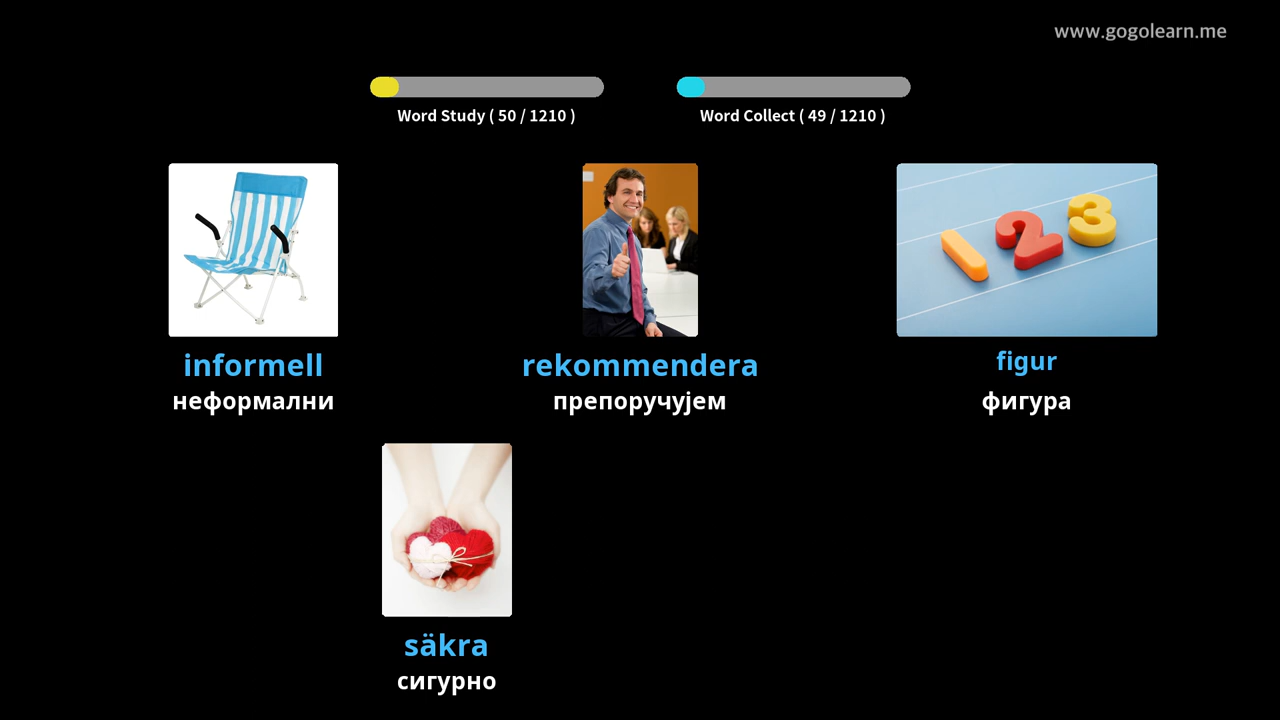 www.gogolearn.me
Word Study ( 50 / 1210 )
Word Collect ( 49 / 1210 )
informell
неформални
rekommendera
препоручујем
figur
фигура
säkra
сигурно